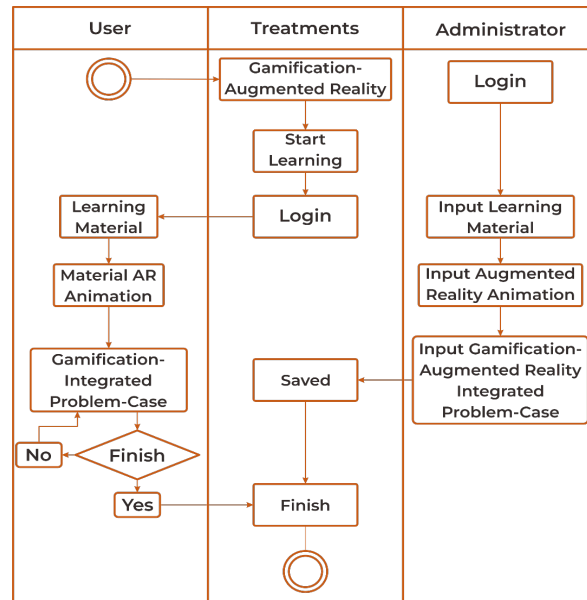 User
Treatments
Administrator
Gamification-
Augmented Reality
Login
Start
Learning
Learning
Material
Login
Input Learning
Material
Material AR
Animation
Input Augmented
Reality Animation
Gamification-
Integrated
Problem-Case
Saved
Input Gamification-
Augmented Reality
Integrated
Problem-Case
No
Finish
Yes
Finish